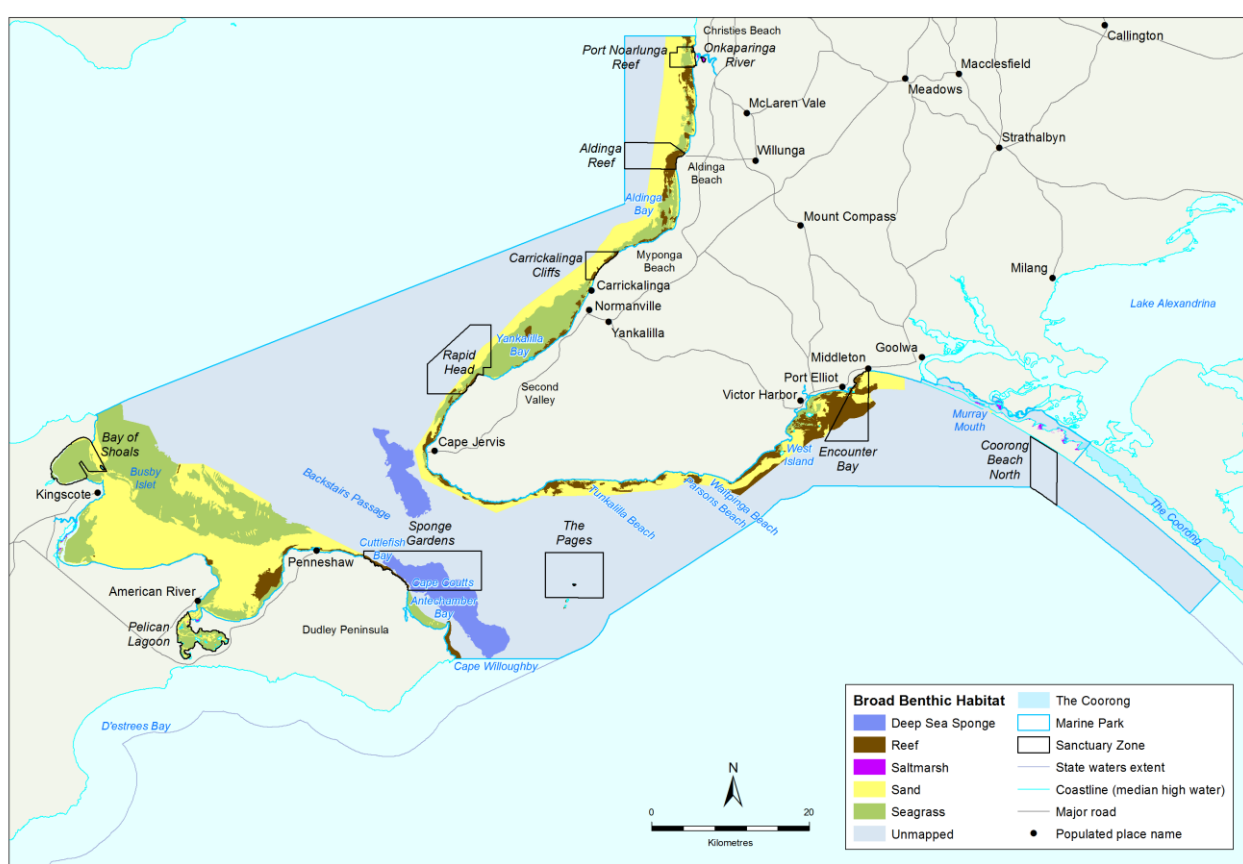 Christies Beach
Callington
Port Noarlunga
Reef
Onkaparinga
River
Macclesfield
Meadows
McLaren Vale
Strathalbyn
Aldinga
Reef
Willunga
Aldinga
Beach
Aldinga
Bay
Mount Compass
Carrickalinga
Cliffs
Myponga
Beach
Milang
Carrickalinga
Lake Alexandrina
Normanville
Yankalilla
Yankalilla
Bay
Rapid
Head
Goolwa
Middleton
Port Elliot
Second
Valley
Victor Harbor
Murray
Mouth
Bay of
Shoals
Cape Jervis
West
Island
Encounter
Bay
Coorong
Beach
North
Busby
Islet
Backstairs Passage
Kingscote
Waitpinga Beach
Parsons Beach
Tunkalilla Beach
The Coorong
Sponge
Gardens
The
Pages
Cuttlefish
Bay
Penneshaw
Cape Coutts
American River
Antechamber
Bay
Pelican
Lagoon
Dudley Peninsula
Cape Willoughby
D'estrees Bay
Broad Benthic Habitat
Deep Sea Sponge
Reef
Saltmarsh
Sand
Seagrass
Unmapped
The Coorong
Marine Park
Sanctuary Zone
State waters extent
Coastline (median high water)
Major road
Populated place name
N
0 20
Kilometres